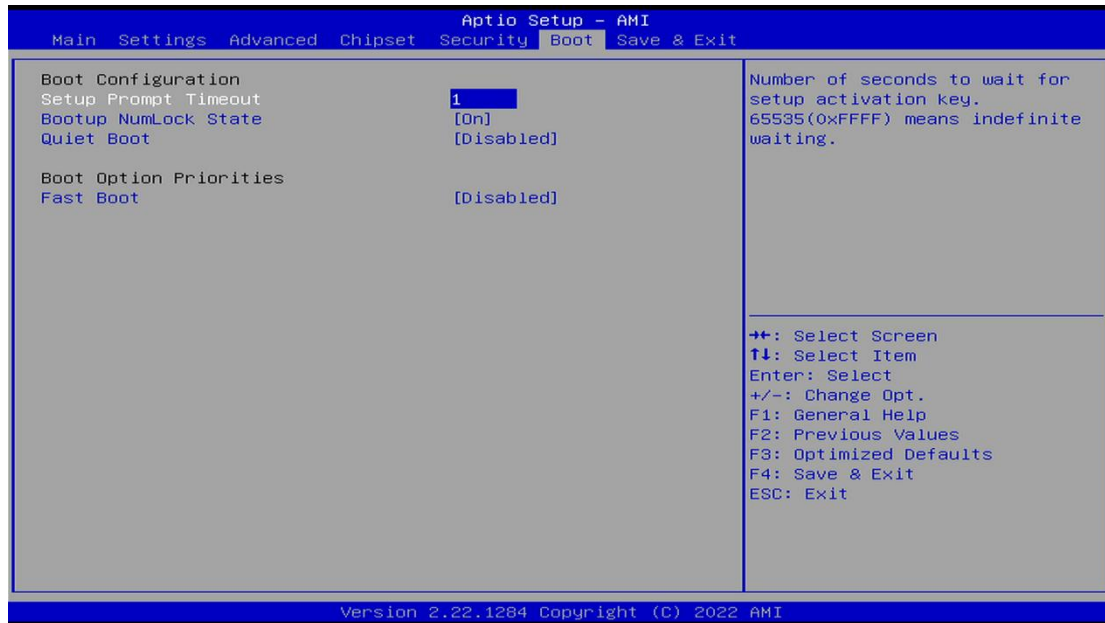 Aptio Setup – AMI
Main Settings Advanced Chipset Security Boot Save & Exit
Boot Configuration
Setup Prompt Timeout 1
Bootup NumLock State [On]
Quiet Boot [Disabled]
Boot Option Priorities
Fast Boot [Disabled]
Number of seconds to wait for
setup activation key.
65535(0xFFFF) means indefinite
waiting.
→←: Select Screen
↑↓: Select Item
Enter: Select
+/-: Change Opt.
F1: General Help
F2: Previous Values
F3: Optimized Defaults
F4: Save & Exit
ESC: Exit
Version 2.22.1284 Copyright (C) 2022 AMI